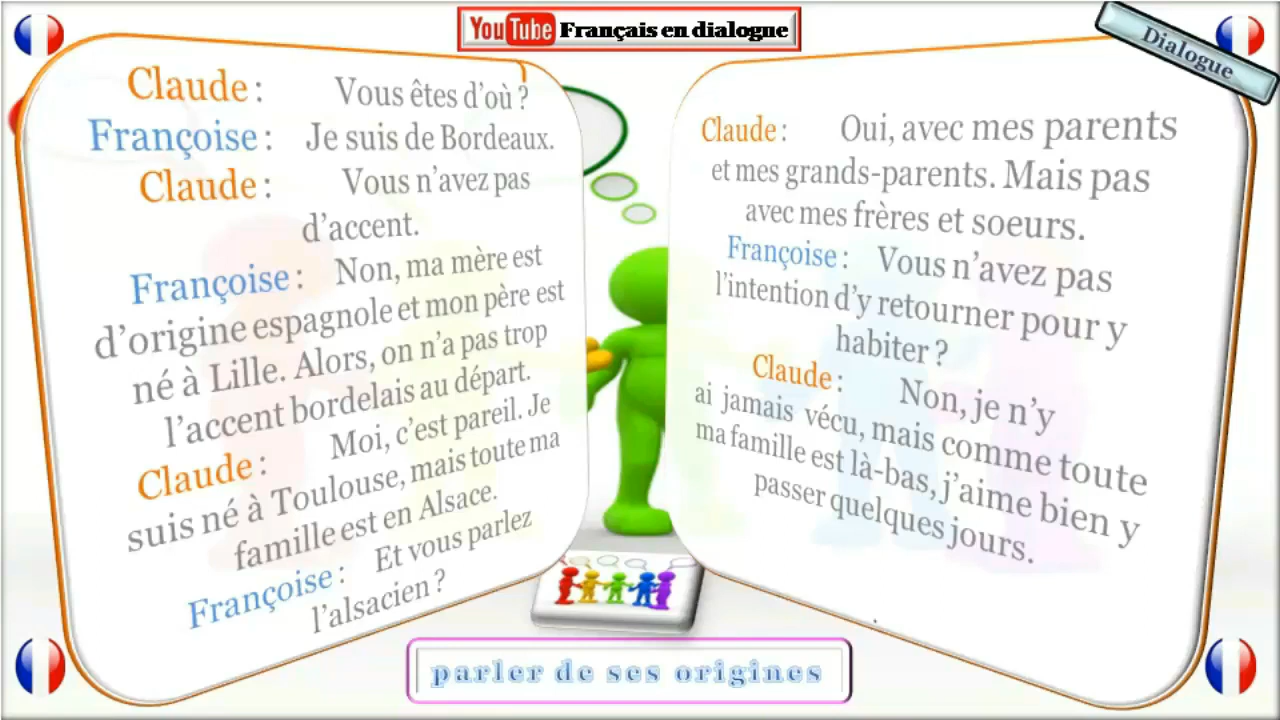 YouTube Français en dialogue
Dialogue
Claude : Vous êtes d’où ?
Françoise : Je suis de Bordeaux.
Claude : Vous n’avez pas
d’accent.
Françoise : Non, ma mère est
d’origine espagnole et mon père est
né à Lille. Alors, on n’a pas trop
l’accent bordelais au départ.
Claude : Moi, c’est pareil. Je
suis né à Toulouse, mais toute ma
famille est en Alsace.
Françoise : Et vous parlez
l’alsacien ?
Claude : Oui, avec mes parents
et mes grands-parents. Mais pas
avec mes frères et soeurs.
Françoise : Vous n’avez pas
l’intention d’y retourner pour y
habiter ?
Claude : Non, je n’y
ai jamais vécu, mais comme toute
ma famille est là-bas, j’aime bien y
passer quelques jours.
parler de ses origines